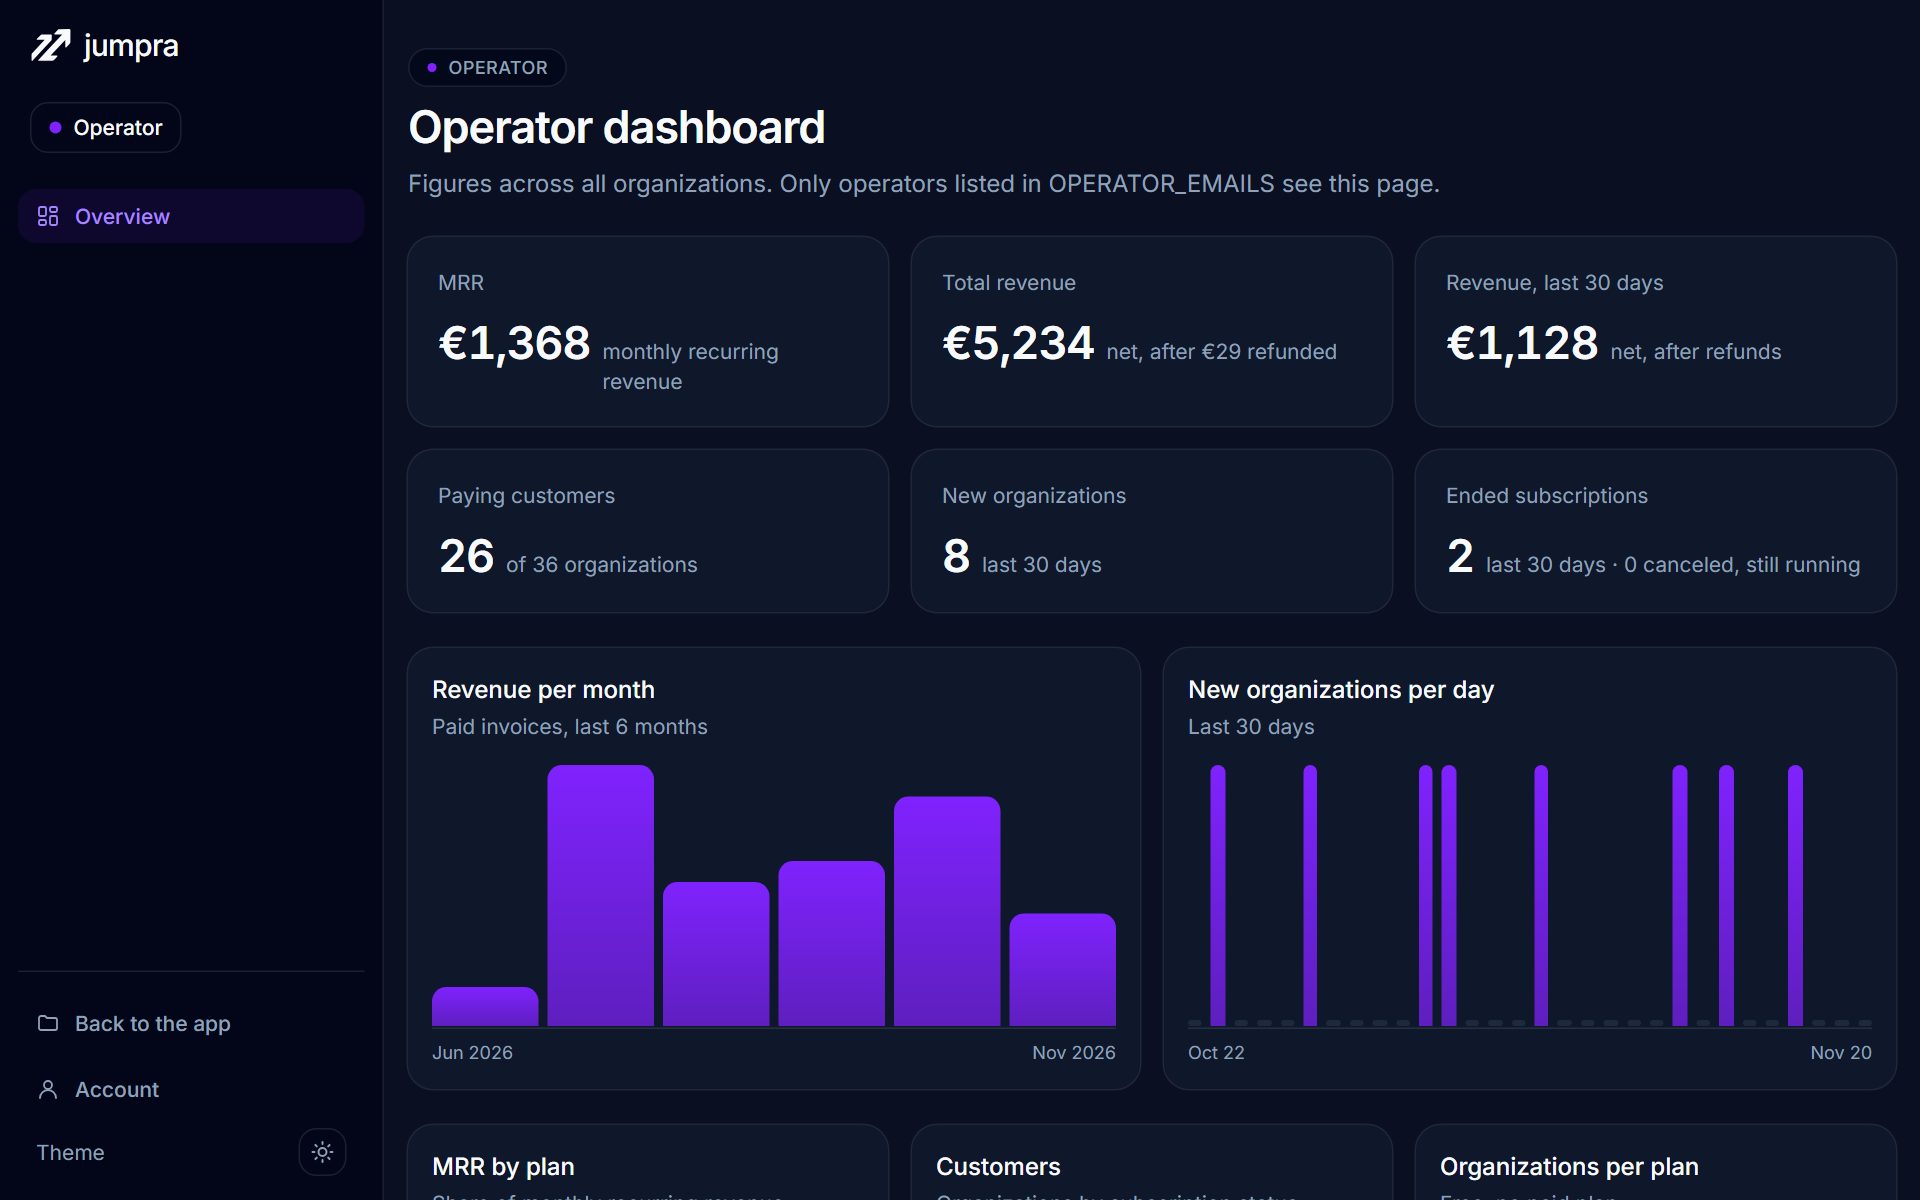 jumpra
Operator
Overview
Back to the app
Account
Theme
OPERATOR
Operator dashboard
Figures across all organizations. Only operators listed in OPERATOR_EMAILS see this page.
MRR
€1,368 monthly recurring
revenue
Total revenue
€5,234 net, after €29 refunded
Revenue, last 30 days
€1,128 net, after refunds
Paying customers
26 of 36 organizations
New organizations
8 last 30 days
Ended subscriptions
2 last 30 days · 0 canceled, still running
Revenue per month
Paid invoices, last 6 months
Jun 2026
Nov 2026
New organizations per day
Last 30 days
Oct 22
Nov 20
MRR by plan
Customers
Organizations per plan